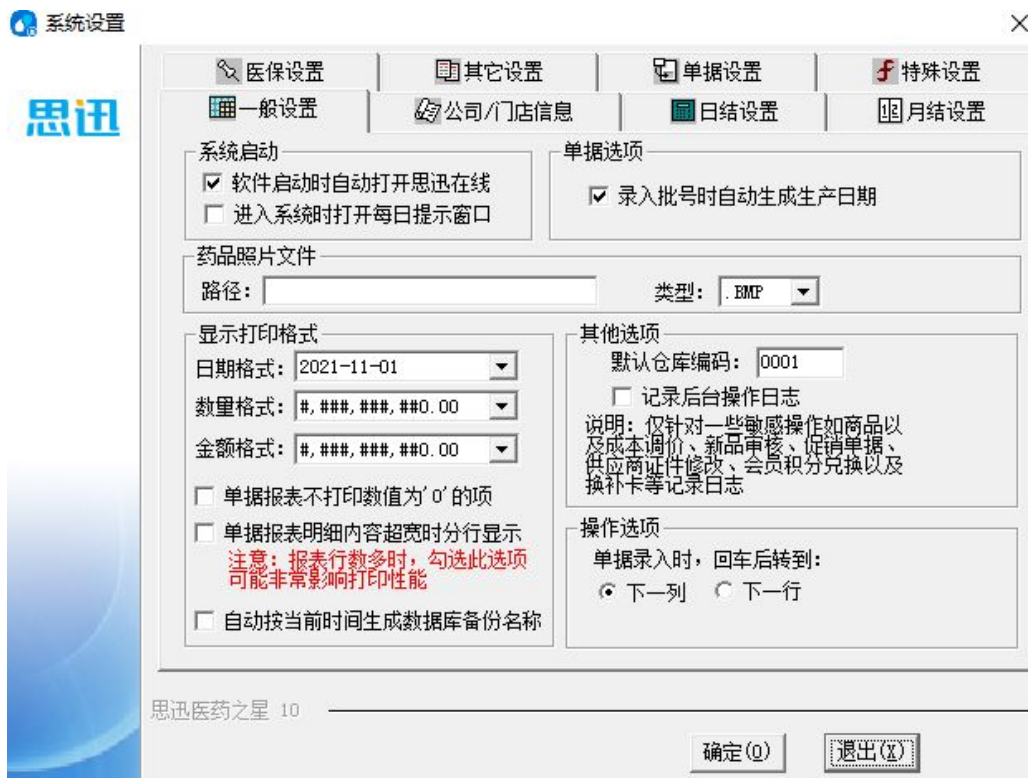 系统设置
思迅
医保设置 其它设置 单据设置 特殊设置
一般设置 公司/门店信息 日结设置 月结设置
系统启动
软件启动时自动打开思迅在线
进入系统时打开每日提示窗口
单据选项
录入批号时自动生成生产日期
药品照片文件
路径: 类型: .BMP
显示打印格式
日期格式: 2021-11-01
数量格式: #,###,###,##0.00
金额格式: #,###,###,##0.00
单据报表不打印数值为'0'的项
单据报表明细内容超宽时分行显示
注意: 报表行数多时, 勾选此选项
可能非常影响打印性能
自动按当前时间生成数据库备份名称
其他选项
默认仓库编码: 0001
记录后台操作日志
说明: 仅针对一些敏感操作如商品以
及成本调价、新品审核、促销单据、
供应商证件修改、会员积分兑换以及
换补卡等记录日志
操作选项
单据录入时, 回车后转到:
下一列 下一行
思迅医药之星 10
确定(O) 退出(X)